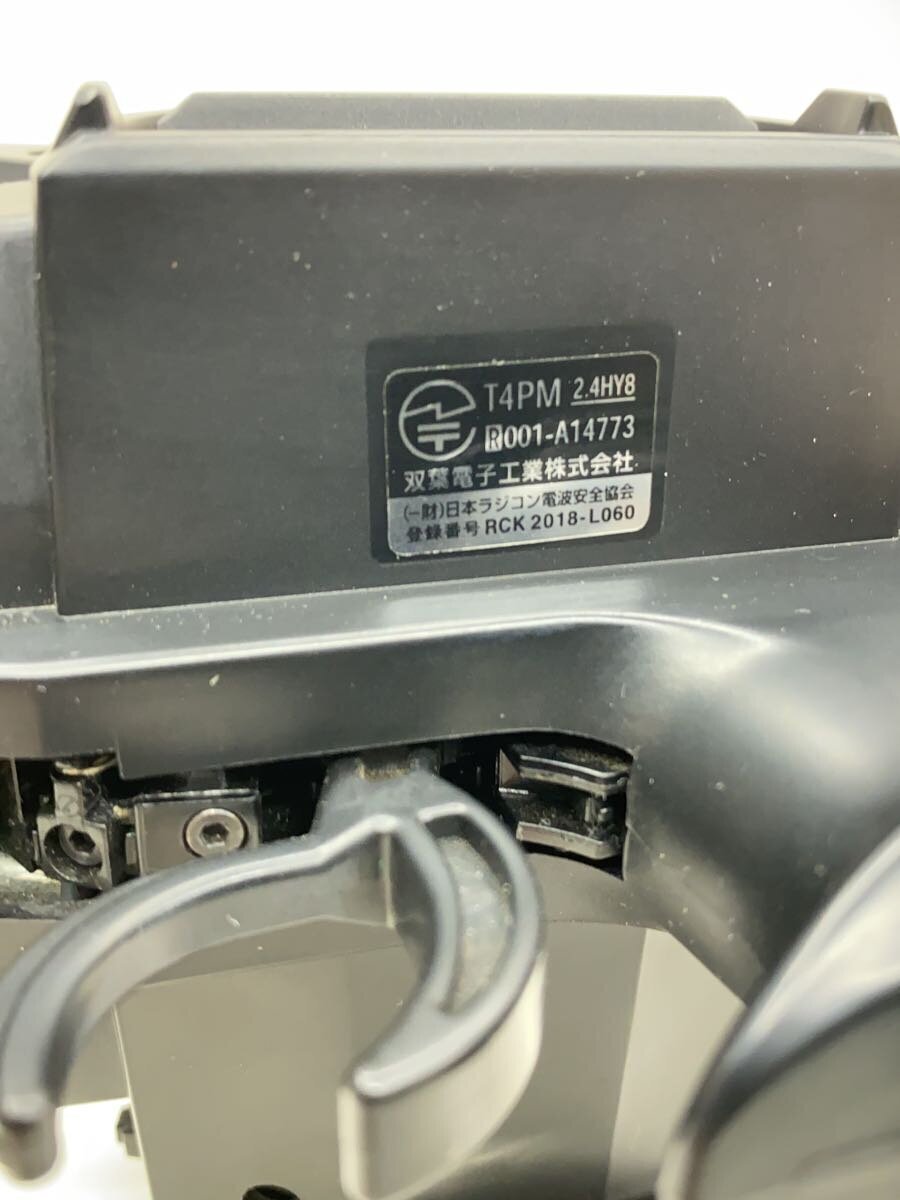 T4PM 2.4HY8
R001-A14773
双葉電子工業株式会社
(一財)日本ラジコン電波安全協会
登録番号 RCK 2018-L060